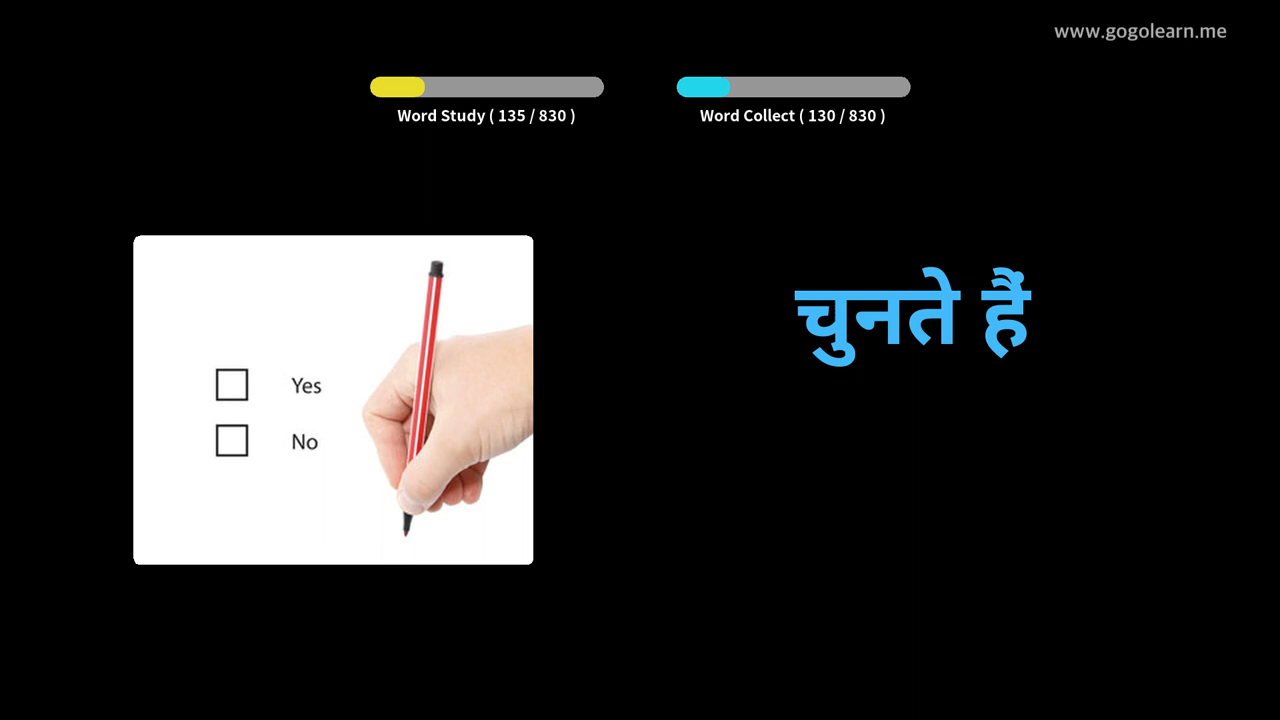 www.gogolearn.me
Word Study ( 135 / 830 )
Word Collect ( 130 / 830 )
चुनते हैं
Yes
No